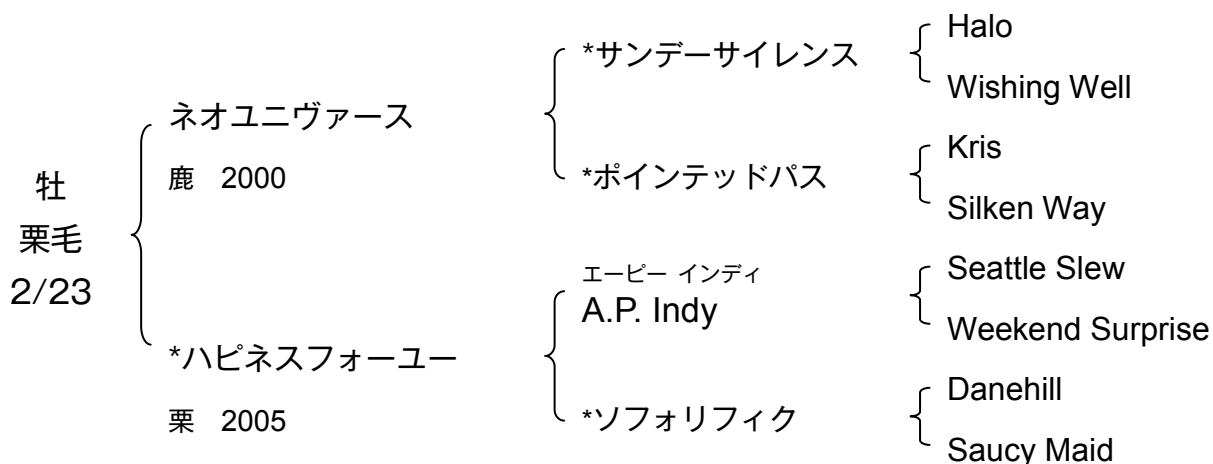 牡
栗毛
2/23
ネオユニヴァース
鹿 2000
*ハピネスフォーユー
栗 2005
*サンデーサイレンス
*ポインテッドパス
エーピー インディ
A.P. Indy
*ソフォリフィク
Halo
Wishing Well
Kris
Silken Way
Seattle Slew
Weekend Surprise
Danehill
Saucy Maid